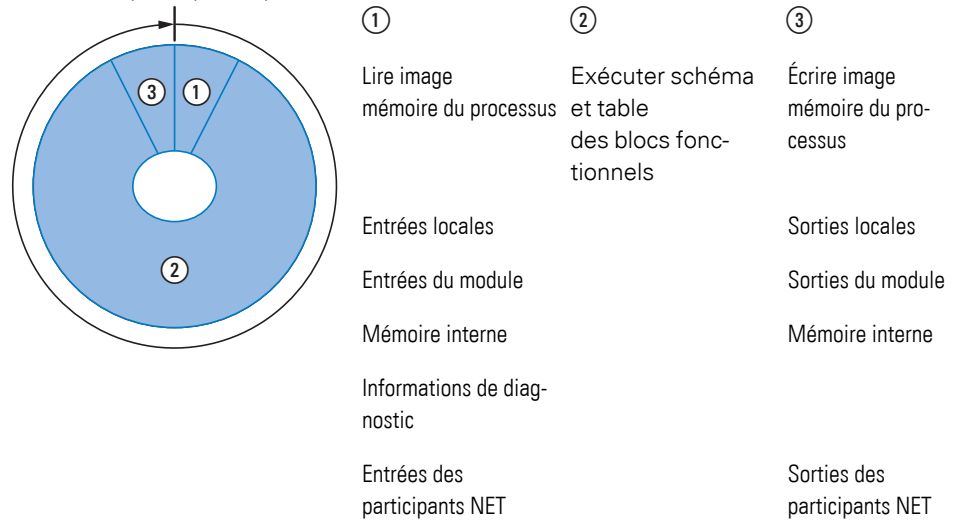 ③ ①
②
① ② ③
Lire image
mémoire du processus
Exécuter schéma
et table
des blocs fonc-
tionnels
Écrire image
mémoire du pro-
cessus
Entrées locales
Sorties locales
Entrées du module
Sorties du module
Mémoire interne
Mémoire interne
Informations de diag-
nostic
Entrées des
participants NET
Sorties des
participants NET